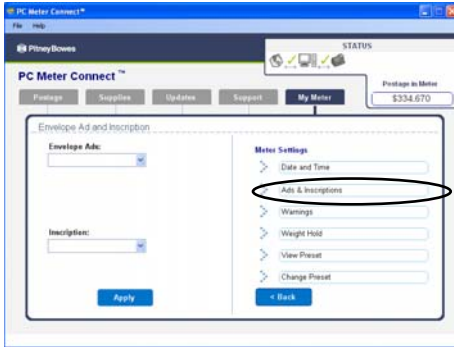 PC Meter Connect™
File Help
PitneyBowes
STATUS
PC Meter Connect™
Postage in Meter
$334.670
Postage Supplies Updates Support My Meter
Envelope Ad and Inscription
Envelope Ads:
Meter Settings
Date and Time
Ads & Inscriptions
Warnings
Inscription:
Weight Hold
View Preset
Change Preset
Apply
< Back